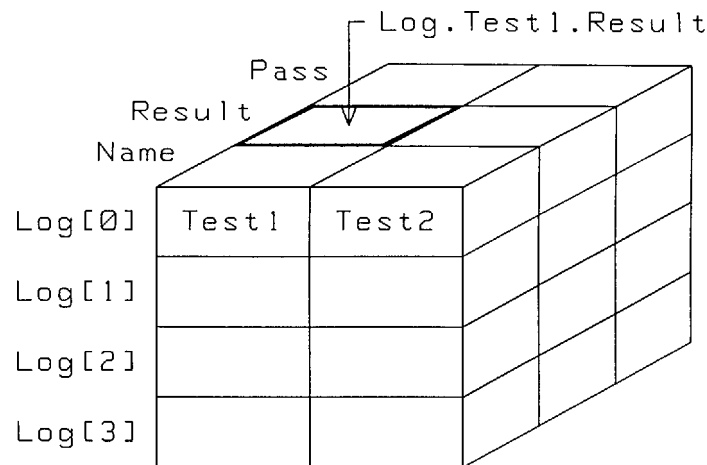 Log.Test1.Result
Pass
Result
Name
Log[0] Test1 Test2
Log[1]
Log[2]
Log[3]